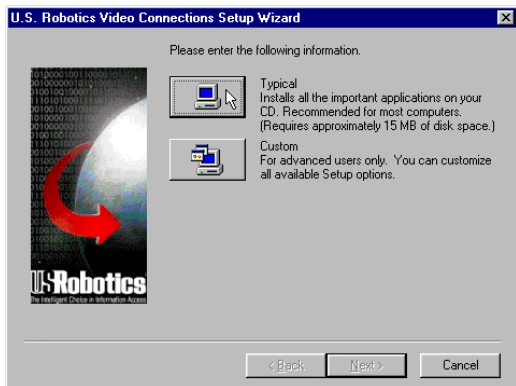 U.S. Robotics Video Connections Setup Wizard
Please enter the following information.
Typical
Installs all the important applications on your
CD. Recommended for most computers.
(Requires approximately 15 MB of disk space.)
Custom
For advanced users only. You can customize
all available Setup options.
USRobotics
The Intelligent Choice in Information Access
< Back
Next >
Cancel